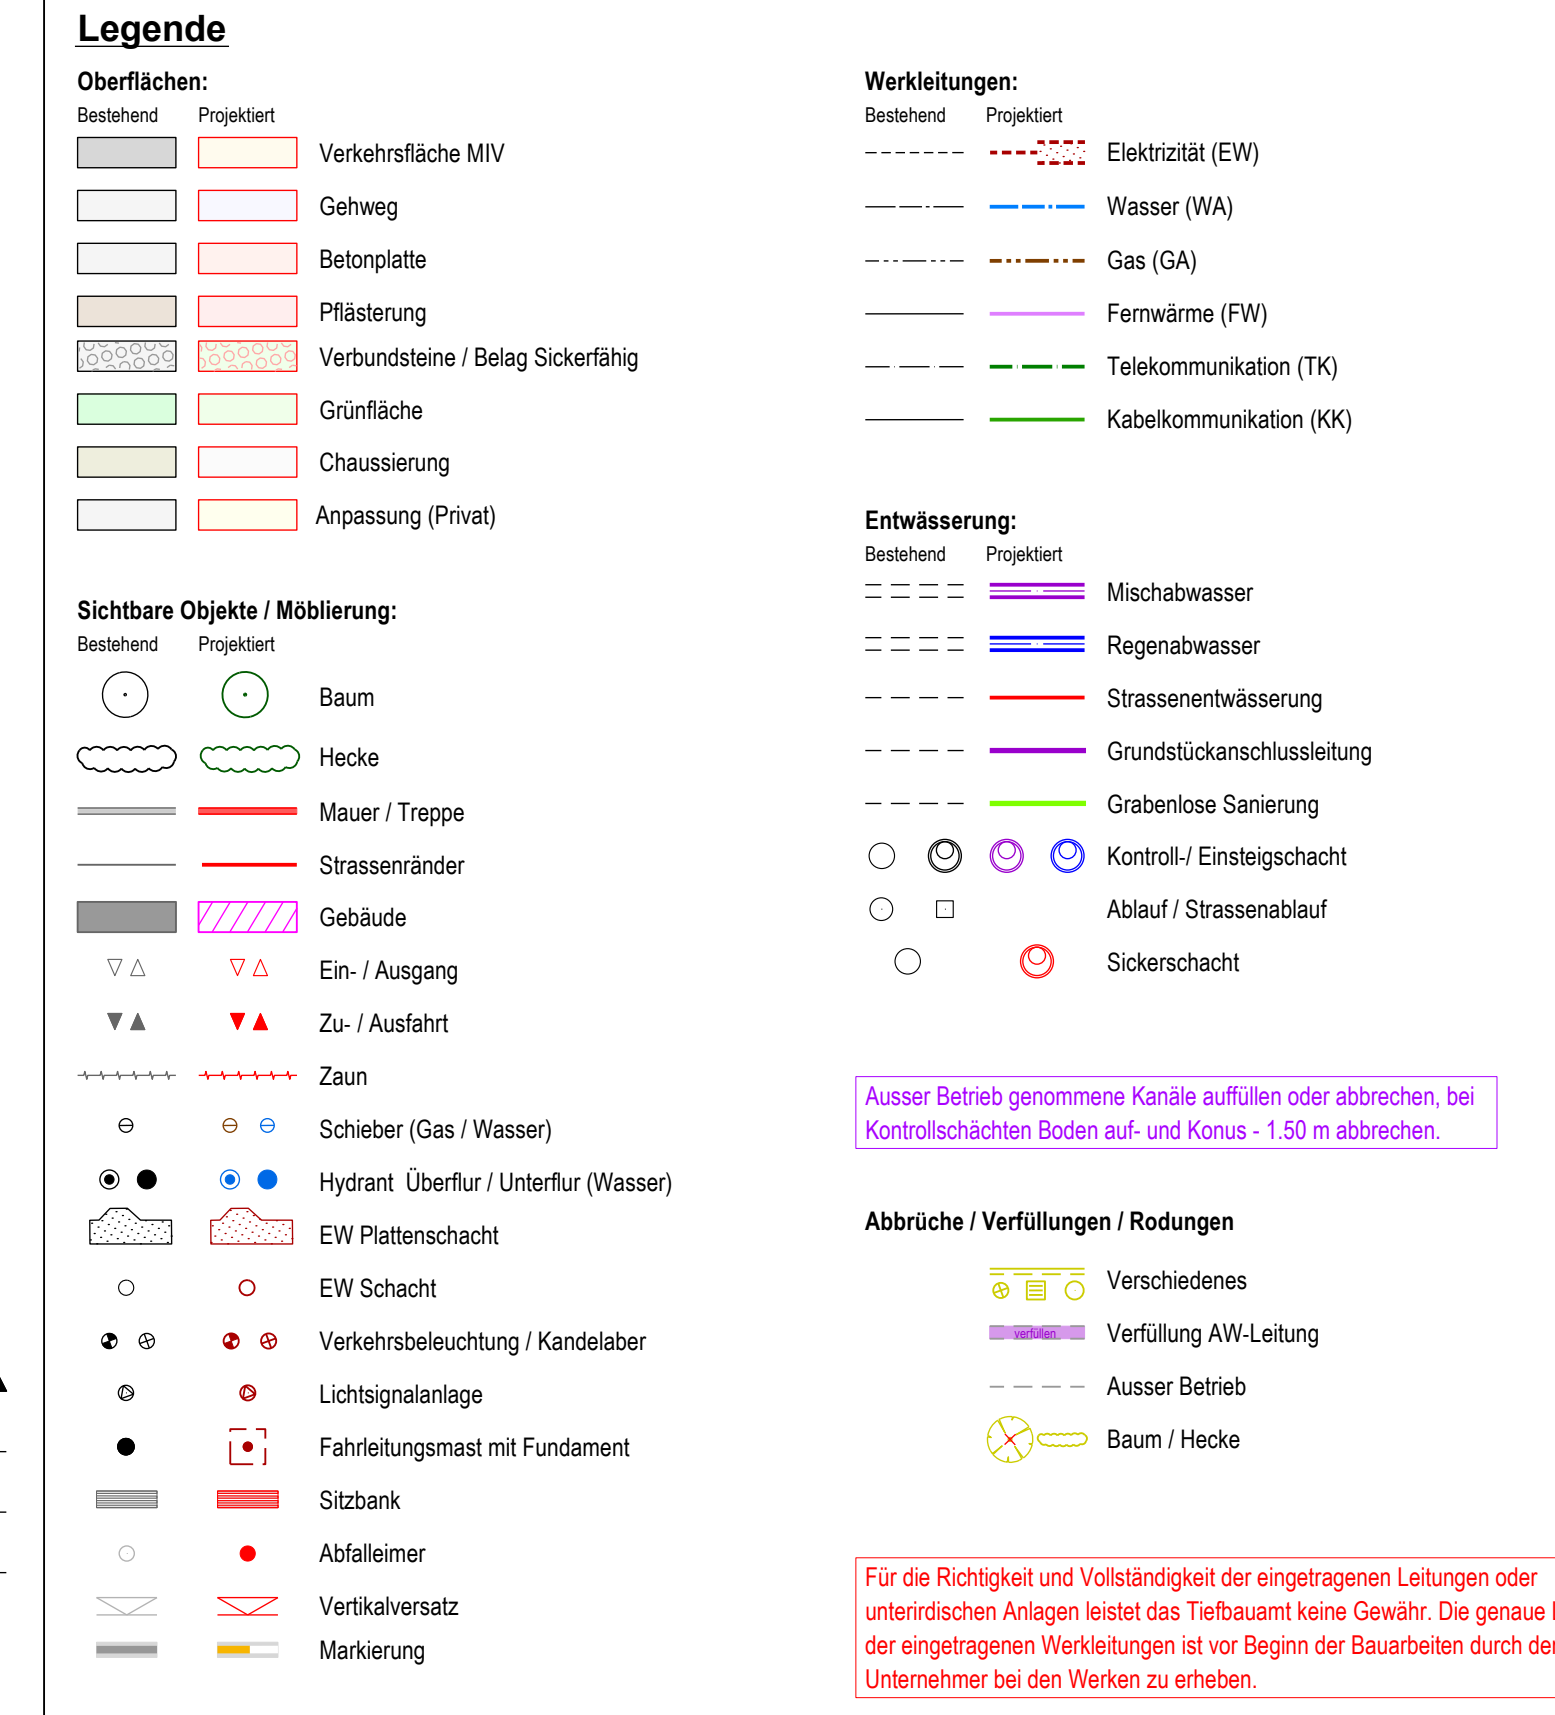 Legende
Oberflächen:
Bestehend Projektiert
Verkehrsfläche MIV
Gehweg
Betonplatte
Pflästerung
Verbundsteine / Belag Sickerfähig
Grünfläche
Chaussierung
Anpassung (Privat)
Sichtbare Objekte / Möblierung:
Bestehend Projektiert
Baum
Hecke
Mauer / Treppe
Strassenränder
Gebäude
Ein- / Ausgang
Zu- / Ausfahrt
Zaun
Schieber (Gas / Wasser)
Hydrant Überflur / Unterflur (Wasser)
EW Plattenschacht
EW Schacht
Verkehrsbeleuchtung / Kandelaber
Lichtsignalanlage
Fahrleitungsmast mit Fundament
Sitzbank
Abfalleimer
Vertikalversatz
Markierung
Werkleitungen:
Bestehend Projektiert
Elektrizität (EW)
Wasser (WA)
Gas (GA)
Fernwärme (FW)
Telekommunikation (TK)
Kabelkommunikation (KK)
Entwässerung:
Bestehend Projektiert
Mischabwasser
Regenabwasser
Strassenentwässerung
Grundstückanschlussleitung
Grabenlose Sanierung
Kontroll-/ Einsteigschacht
Ablauf / Strassenablauf
Sickerschacht
Ausser Betrieb genommene Kanäle auffüllen oder abbrechen, bei
Kontrollschächten Boden auf- und Konus - 1.50 m abbrechen.
Abbrüche / Verfüllungen / Rodungen
Verschiedenes
verfüllen Verfüllung AW-Leitung
Ausser Betrieb
Baum / Hecke
Für die Richtigkeit und Vollständigkeit der eingetragenen Leitungen oder
unterirdischen Anlagen leistet das Tiefbauamt keine Gewähr. Die genaue
der eingetragenen Werkleitungen ist vor Beginn der Bauarbeiten durch
Unternehmer bei den Werken zu erheben.